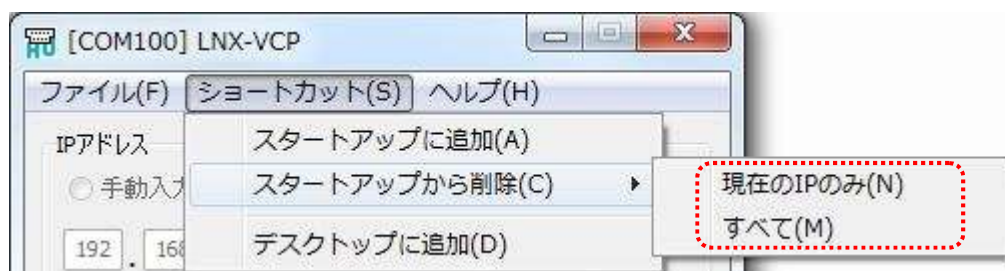 [COM100] LNX-VCP
ファイル(F) ショートカット(S) ヘルプ(H)
IPアドレス
スタートアップに追加(A)
手動入力
スタートアップから削除(C)
現在のIPのみ(N)
すべて(M)
192 . 168
デスクトップに追加(D)